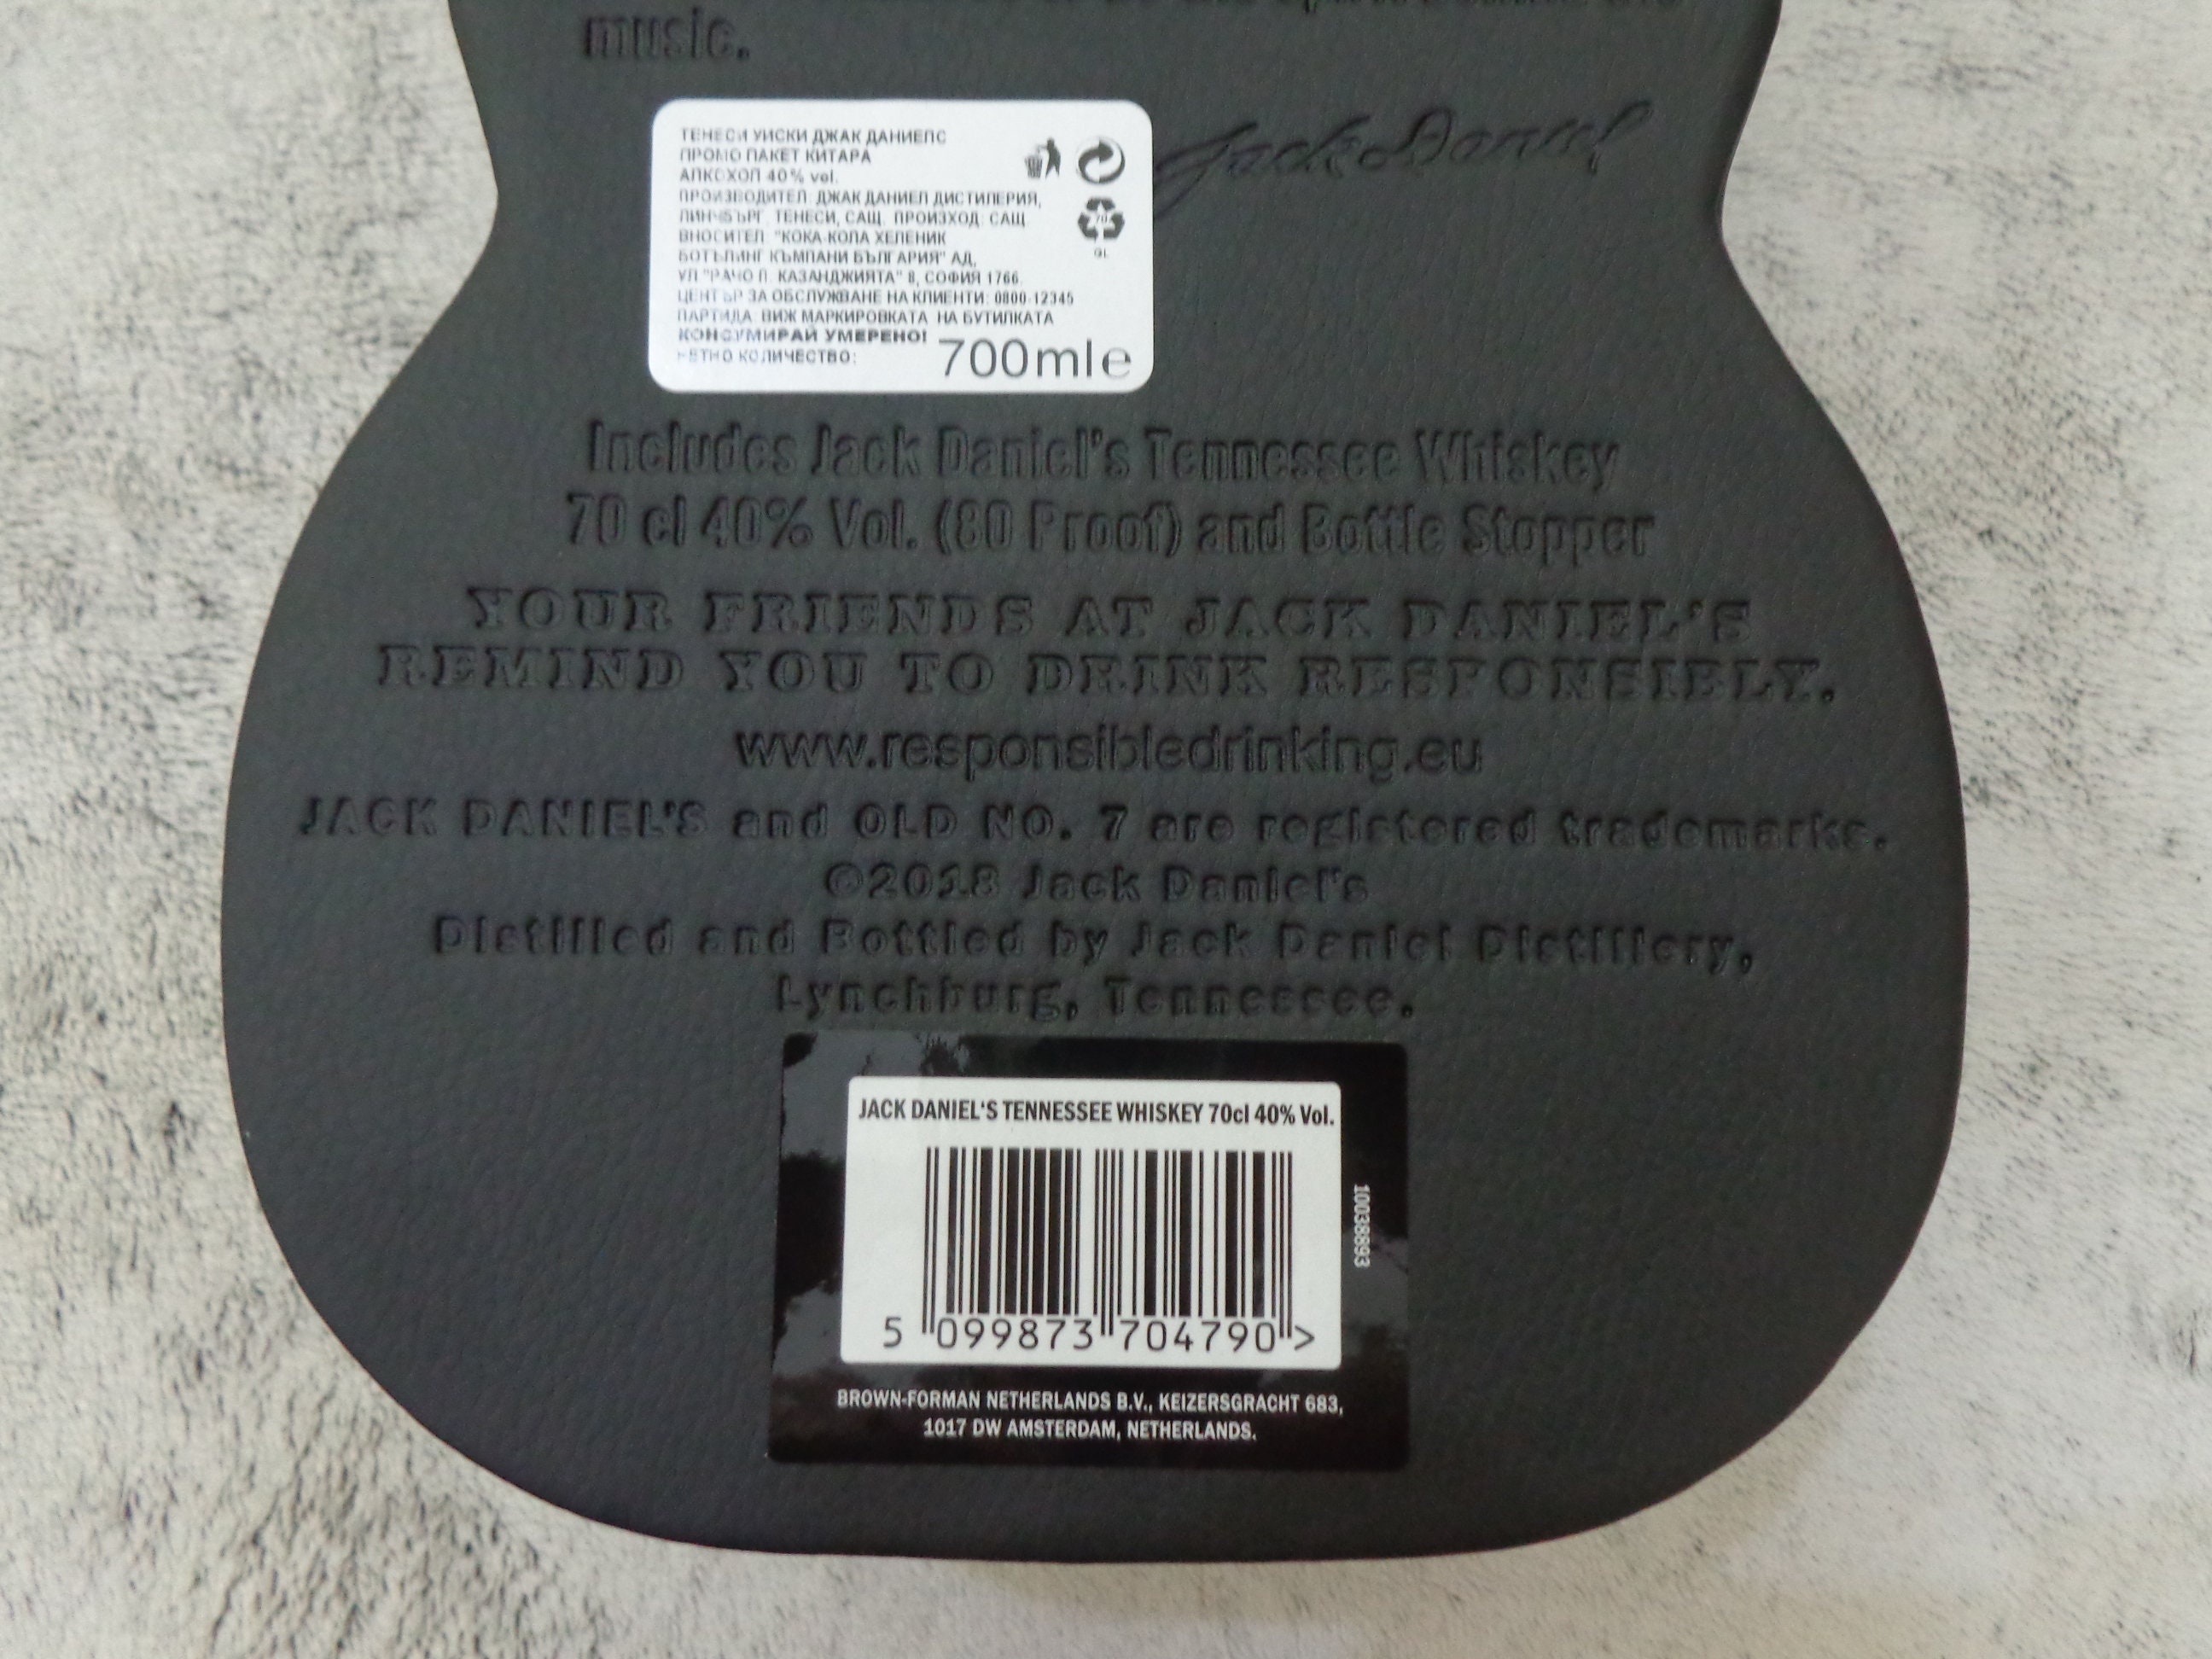 music.
Jack Daniel
ТЕНЕСИ УИСКИ ДЖАК ДАНИЕЛС
ПРОМО ПАКЕТ КИТАРА
АЛКОХОЛ 40% vol.
ПРОИЗВОДИТЕЛ: ДЖАК ДАНИЕЛ ДИСТИЛЕРИЯ,
ЛИНЧБЪРГ, ТЕНЕСИ, САЩ. ПРОИЗХОД: САЩ.
ВНОСИТЕЛ: "КОКА-КОЛА ХЕЛЕНИК
БОТЪЛИНГ КЪМПАНИ БЪЛГАРИЯ" АД,
УЛ."РАЧО П. КАЗАНДЖИЯТА" 8, СОФИЯ 1766.
ЦЕНТЪР ЗА ОБСЛУЖВАНЕ НА КЛИЕНТИ: 0800-12345
ПАРТИДА: ВИЖ МАРКИРОВКАТА НА БУТИЛКАТА
КОНСУМИРАЙ УМЕРЕНО!
НЕТНО КОЛИЧЕСТВО: 700ml℮
70
GL
Includes Jack Daniel's Tennessee Whiskey
70 cl 40% Vol. (80 Proof) and Bottle Stopper
YOUR FRIENDS AT JACK DANIEL'S
REMIND YOU TO DRINK RESPONSIBLY.
www.responsibledrinking.eu
JACK DANIEL'S and OLD NO. 7 are registered trademarks.
©2018 Jack Daniel's
Distilled and Bottled by Jack Daniel Distillery,
Lynchburg, Tennessee.
JACK DANIEL'S TENNESSEE WHISKEY 70cl 40% Vol.
5 099873 704790 >
10038893
BROWN-FORMAN NETHERLANDS B.V., KEIZERSGRACHT 683,
1017 DW AMSTERDAM, NETHERLANDS.